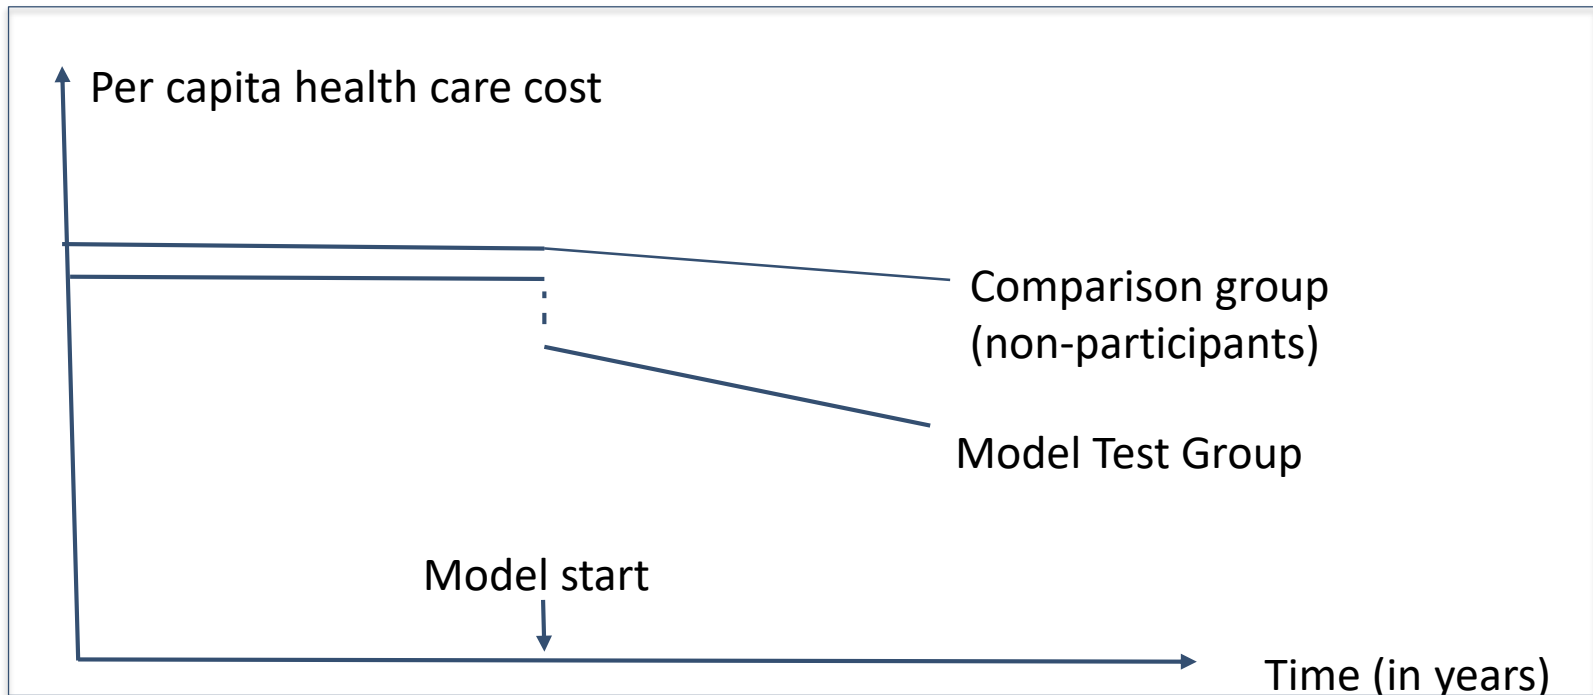 Per capita health care cost
Comparison group
(non-participants)
Model Test Group
Model start
Time (in years)